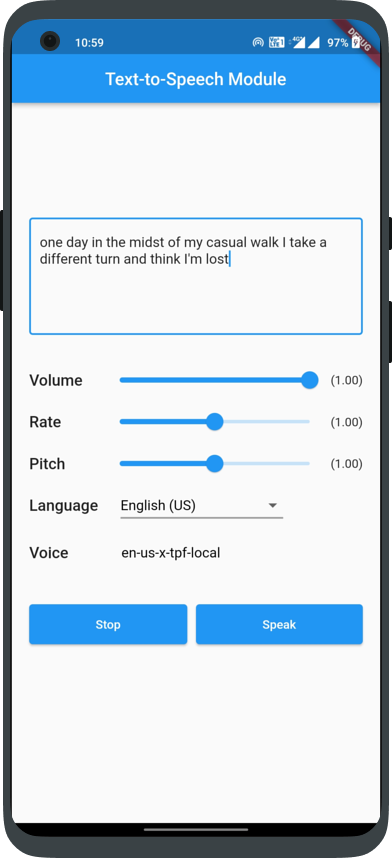 10:59
4G
97%
DEBUG
Text-to-Speech Module
one day in the midst of my casual walk I take a
different turn and think I'm lost
Volume (1.00)
Rate (1.00)
Pitch (1.00)
Language English (US)
Voice en-us-x-tpf-local
Stop Speak